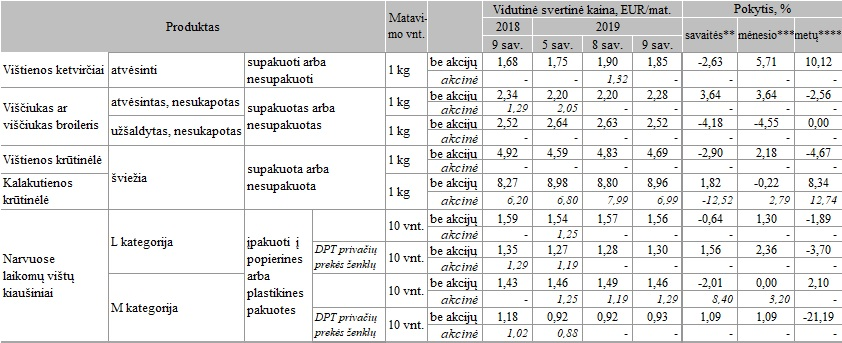 Produktas Matavi-mo vnt. Vidutinė svertinė kaina, EUR/mat. Pokytis, %
2018 2019 savaitės** mėnesio*** metų****
9 sav. 5 sav. 8 sav. 9 sav.
Vištienos ketvirčiai atvėsinti supakuoti arba nesupakuoti 1 kg be akcijų 1,68 1,75 1,90 1,85 -2,63 5,71 10,12
akcinė - - 1,32 - - - -
Viščiukas ar viščiukas broileris atvėsintas, nesukapotas supakuotas arba nesupakuotas 1 kg be akcijų 2,34 2,20 2,20 2,28 3,64 3,64 -2,56
akcinė 1,29 2,05 - - - - -
užšaldytas, nesukapotas 1 kg be akcijų 2,52 2,64 2,63 2,52 -4,18 -4,55 0,00
akcinė - - - - - - -
Vištienos krūtinėlė šviežia supakuota arba nesupakuota 1 kg be akcijų 4,92 4,59 4,83 4,69 -2,90 2,18 -4,67
akcinė - - - - - - -
Kalakutienos krūtinėlė 1 kg be akcijų 8,27 8,98 8,80 8,96 1,82 -0,22 8,34
akcinė 6,20 6,80 7,99 6,99 -12,52 2,79 12,74
Narvuose laikomų vištų kiaušiniai L kategorija įpakuoti į popierines arba plastikines pakuotes 10 vnt. be akcijų 1,59 1,54 1,57 1,56 -0,64 1,30 -1,89
akcinė - 1,25 - - - - -
DPT privačių prekės ženklų 10 vnt. be akcijų 1,35 1,27 1,28 1,30 1,56 2,36 -3,70
akcinė 1,29 1,19 - - - - -
M kategorija 10 vnt. be akcijų 1,43 1,46 1,49 1,46 -2,01 0,00 2,10
akcinė - 1,25 1,19 1,29 8,40 3,20 -
DPT privačių prekės ženklų 10 vnt. be akcijų 1,18 0,92 0,92 0,93 1,09 1,09 -21,19
akcinė 1,02 0,88 - - - - -